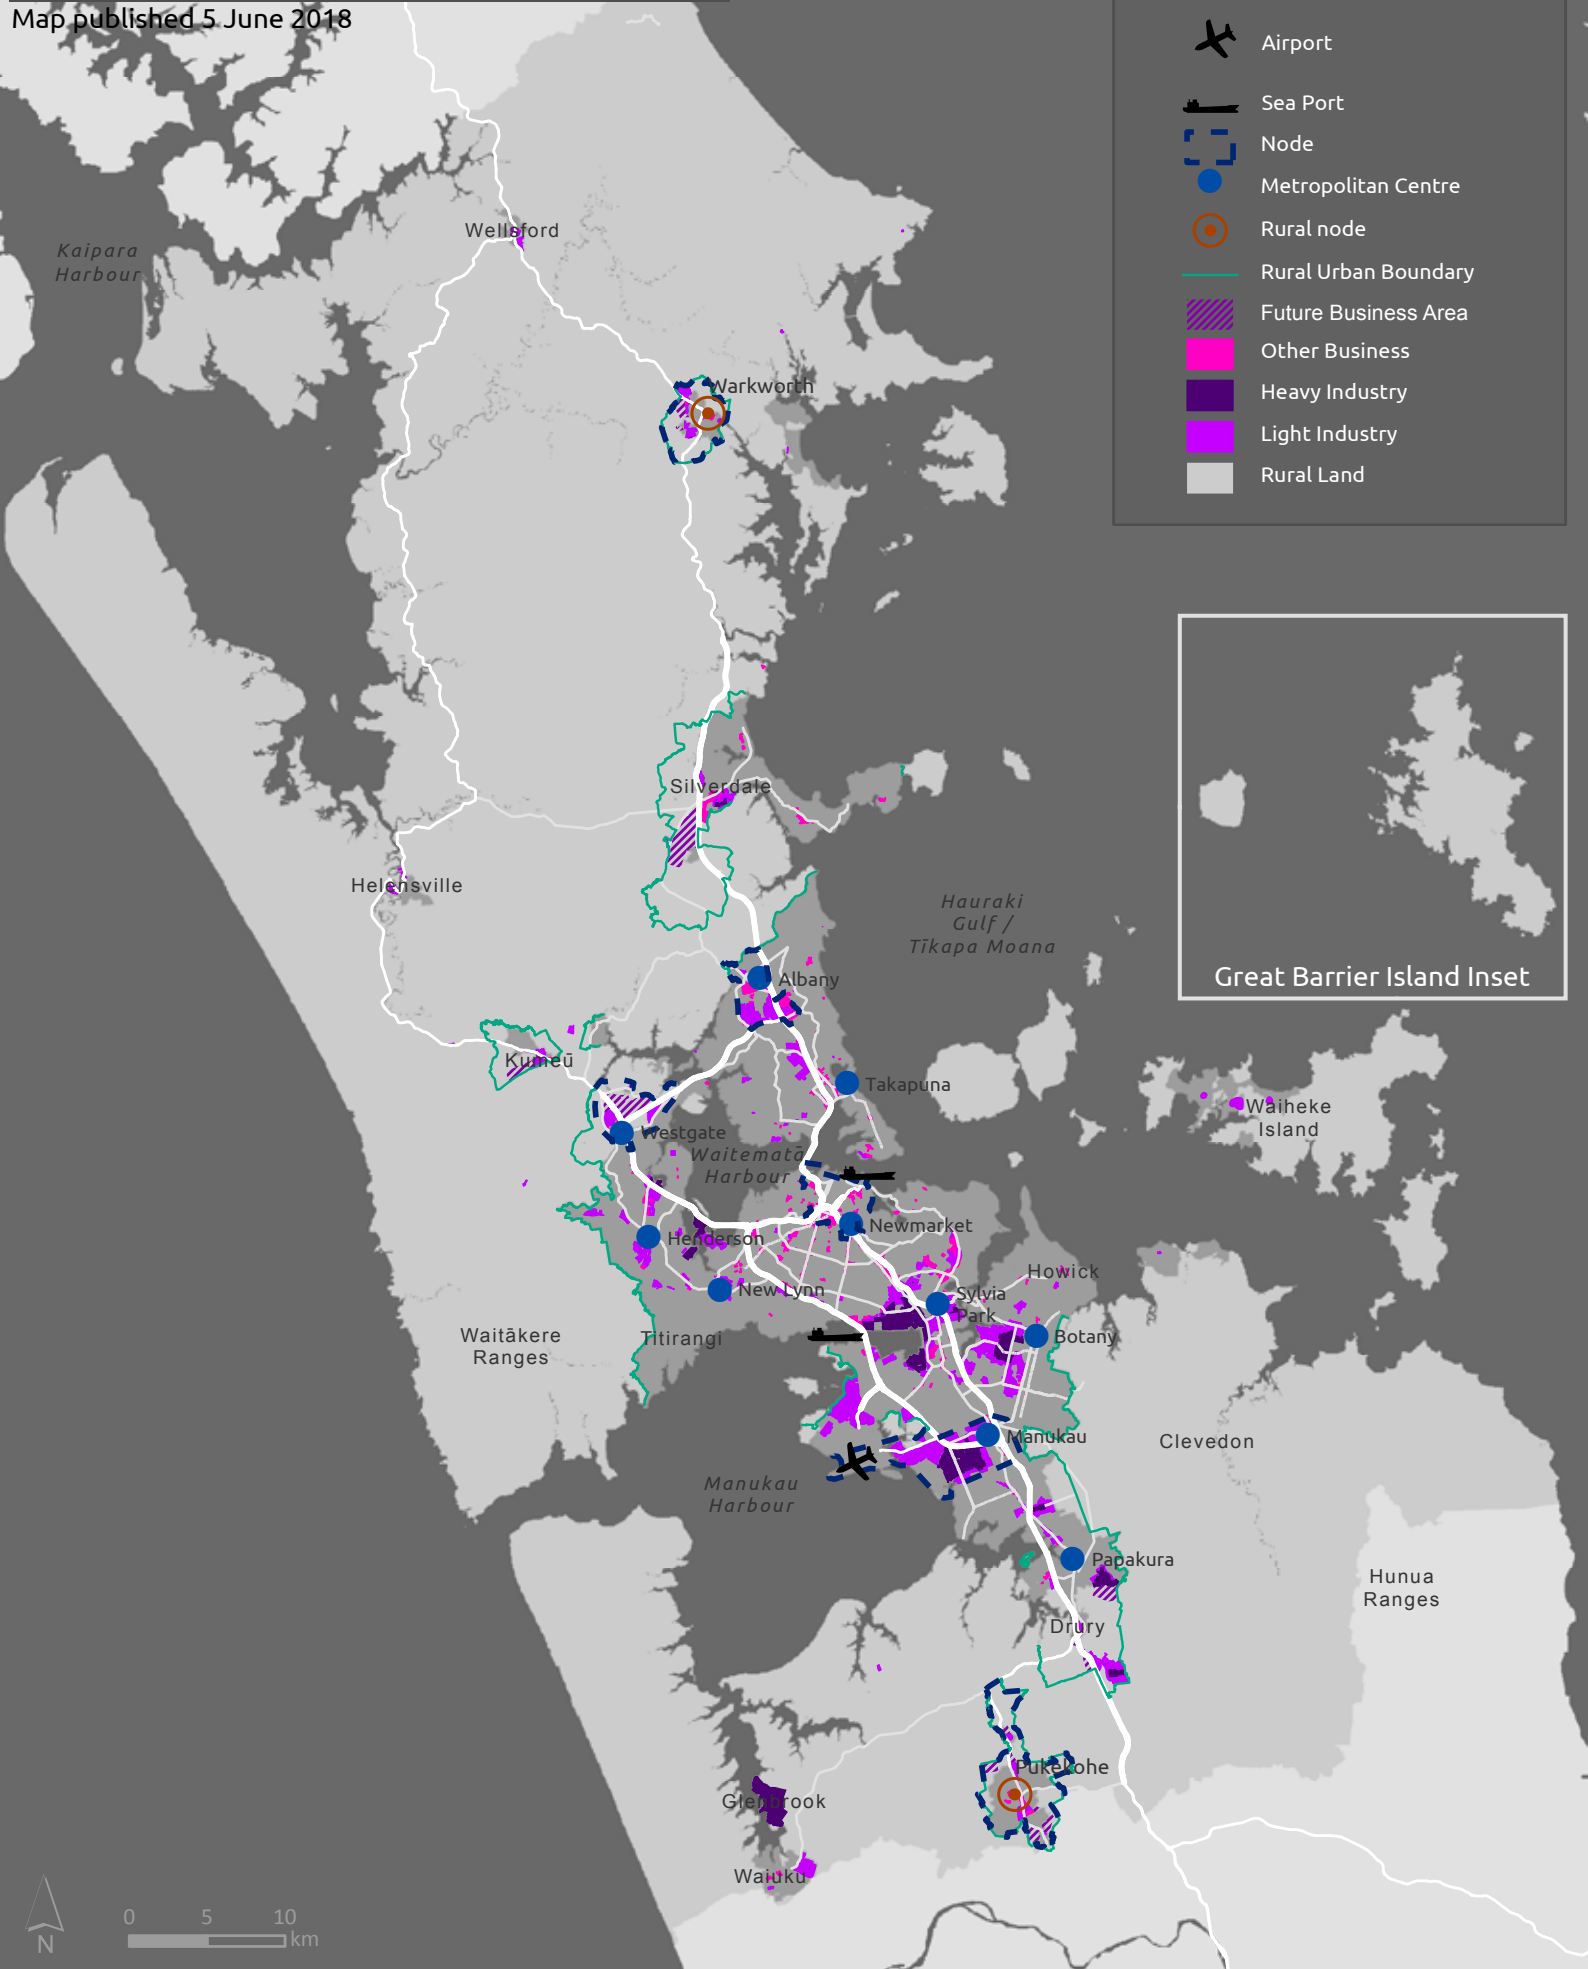 Map published 5 June 2018
Airport
Sea Port
Node
Metropolitan Centre
Rural node
Rural Urban Boundary
Future Business Area
Other Business
Heavy Industry
Light Industry
Rural Land
Wellsford
Kaipara
Harbour
Warkworth
Silverdale
Helensville
Hauraki
Gulf /
Tīkapa Moana
Great Barrier Island Inset
Albany
Kumeū
Takapuna
Waiheke
Island
Westgate
Waitematā
Harbour
Newmarket
Henderson
Howick
New Lynn
Sylvia
Park
Waitākere
Ranges
Titirangi
Botany
Manukau
Clevedon
Manukau
Harbour
Papakura
Hunua
Ranges
Drury
Pukekohe
Glenbrook
Waiuku
0 5 10
km
N